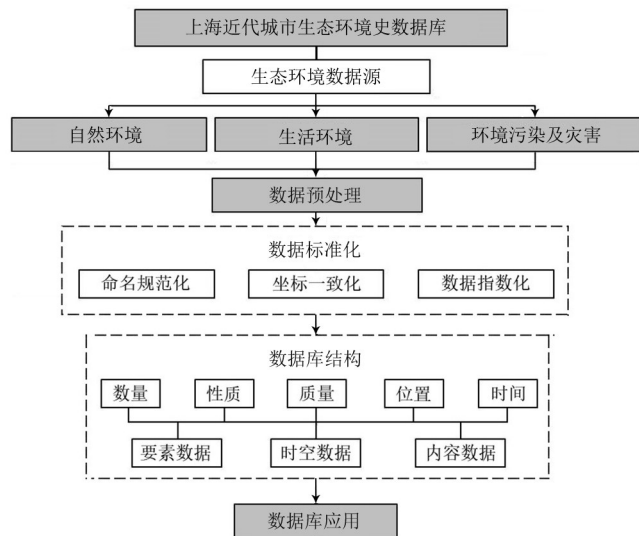 上海近代城市生态环境史数据库
生态环境数据源
自然环境
生活环境
环境污染及灾害
数据预处理
数据标准化
命名规范化
坐标一致化
数据指数化
数据库结构
数量
性质
质量
位置
时间
要素数据
时空数据
内容数据
数据库应用